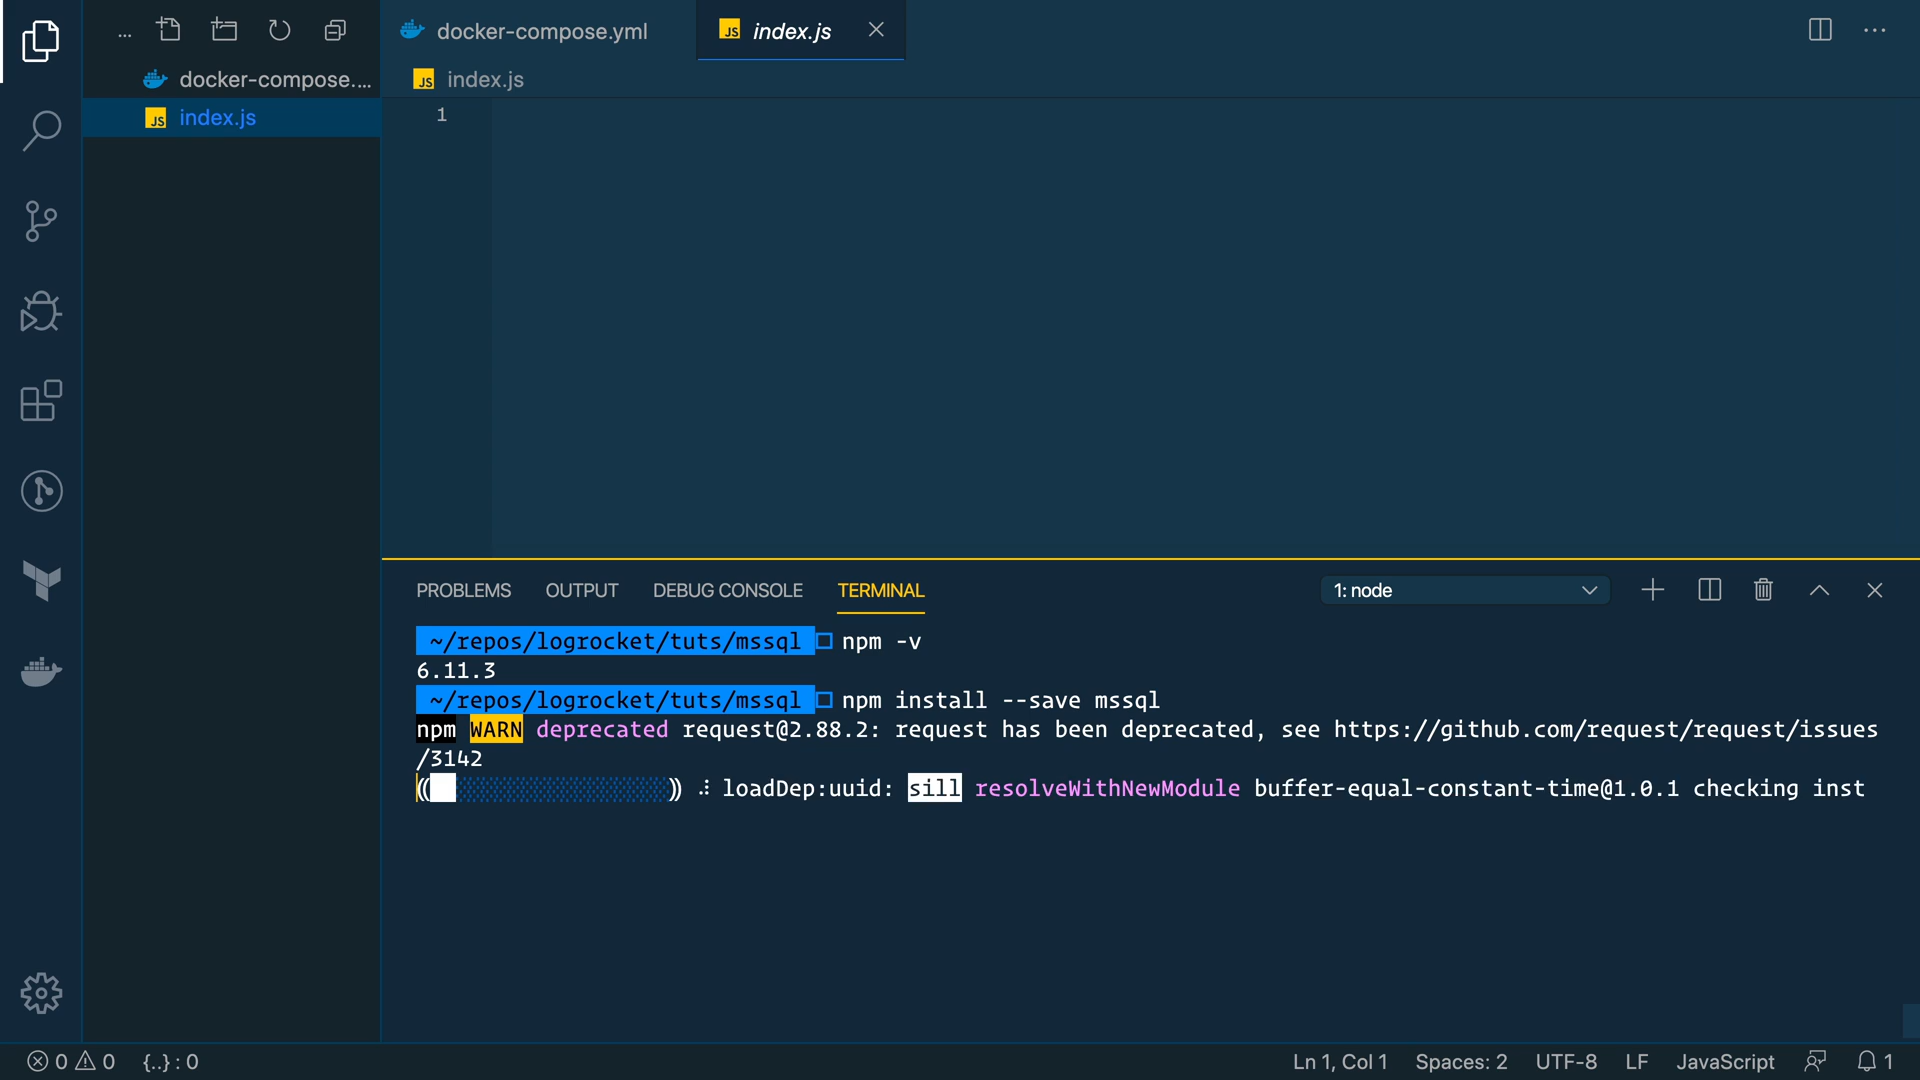 ...
docker-compose.yml
JS index.js
docker-compose....
JS index.js
JS index.js
1
PROBLEMS OUTPUT DEBUG CONSOLE TERMINAL 1: node
~/repos/logrocket/tuts/mssql npm -v
6.11.3
~/repos/logrocket/tuts/mssql npm install --save mssql
npm WARN deprecated request@2.88.2: request has been deprecated, see https://github.com/request/request/issues
/3142
loadDep:uuid: sill resolveWithNewModule buffer-equal-constant-time@1.0.1 checking inst
0 0 {..} : 0 Ln 1, Col 1 Spaces: 2 UTF-8 LF JavaScript 1